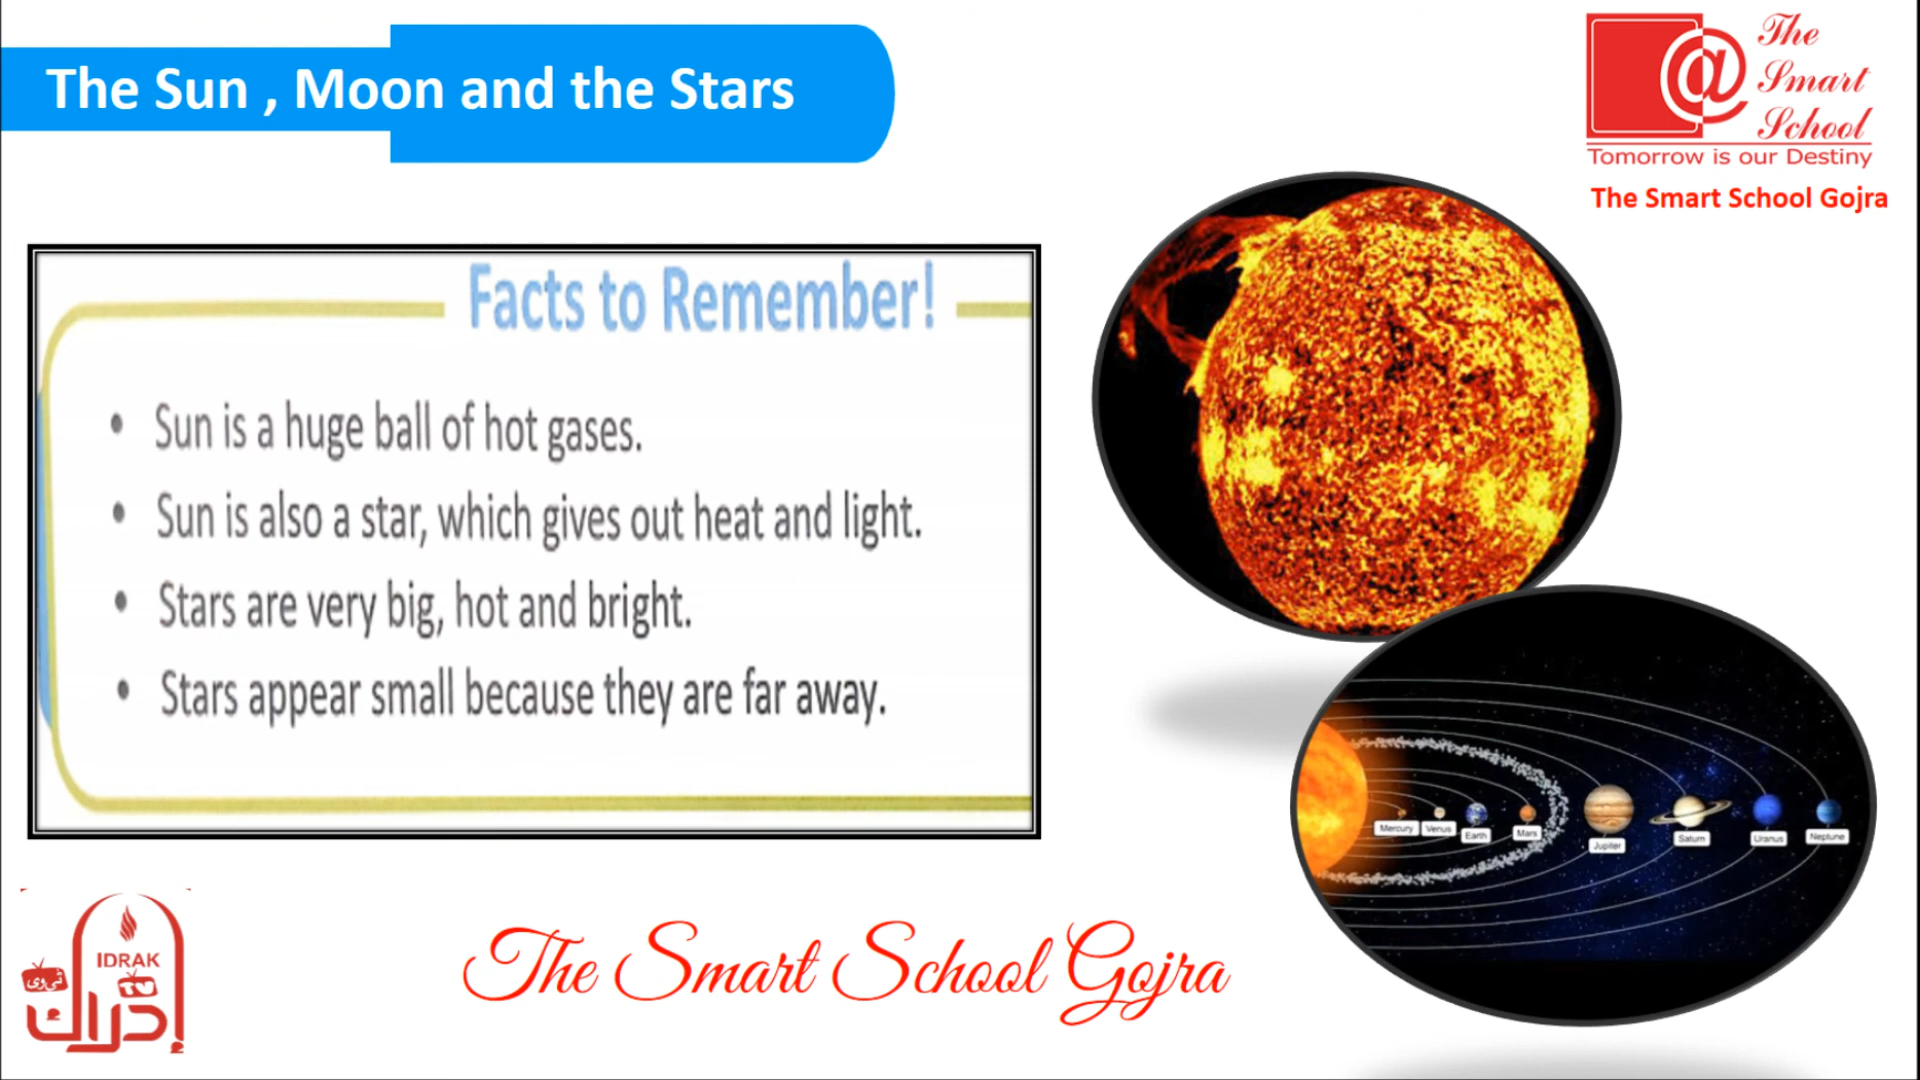 The Sun , Moon and the Stars
The
Smart
School
Tomorrow is our Destiny
The Smart School Gojra
Facts to Remember!
• Sun is a huge ball of hot gases.
• Sun is also a star, which gives out heat and light.
• Stars are very big, hot and bright.
• Stars appear small because they are far away.
Mercury
Venus
Earth
Mars
Jupiter
Saturn
Uranus
Neptune
IDRAK
ٹی وی
TV
إدراك
The Smart School Gojra